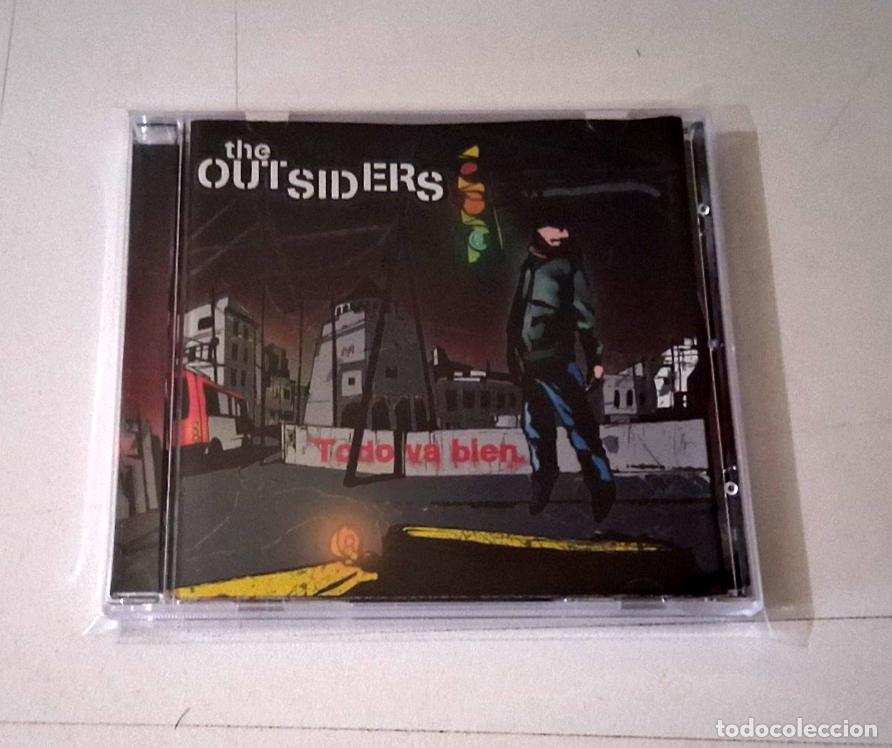 the
OUTSIDERS
Todo va bien.
todocoleccion